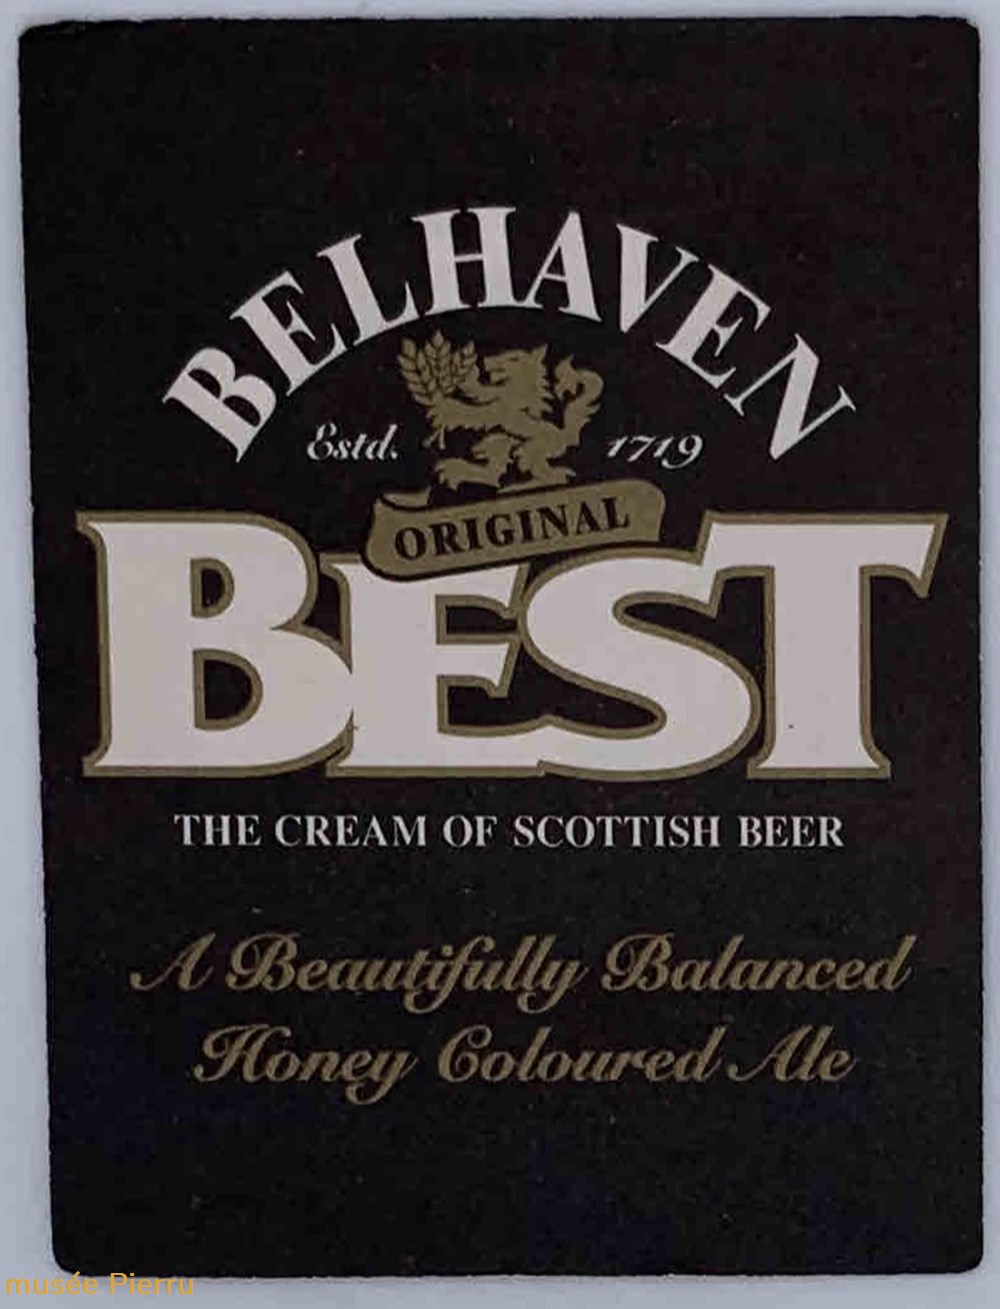 BELHAVEN
Estd. 1719
ORIGINAL
BEST
THE CREAM OF SCOTTISH BEER
A Beautifully Balanced
Honey Coloured Ale
musée Pierru